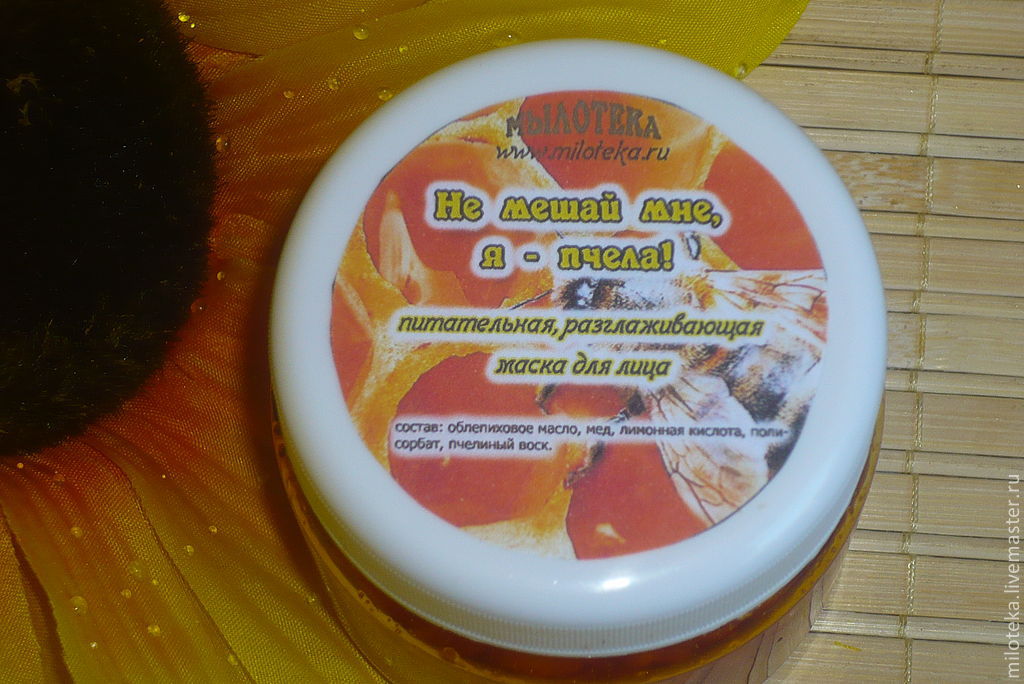 МЫЛОТЕКА
www.miloteka.ru
Не мешай мне,
я - пчела!
питательная, разглаживающая
маска для лица
состав: облепиховое масло, мед, лимонная кислота, поли-
сорбат, пчелиный воск.
miloteka.livemaster.ru